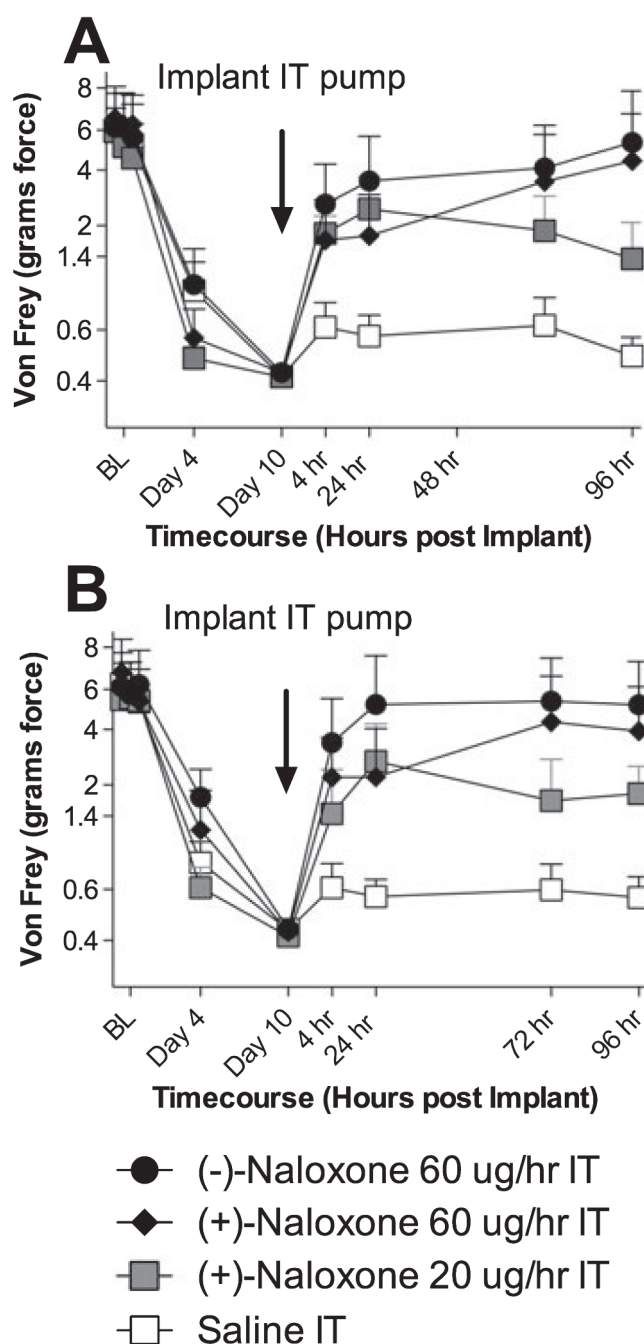 A
Implant IT pump
Von Frey (grams force)
8
6
4
2
1.4
0.6
0.4
BL
Day 4
Day 10
4 hr
24 hr
48 hr
96 hr
Timecourse (Hours post Implant)
B
Implant IT pump
Von Frey (grams force)
8
6
4
2
1.4
0.6
0.4
BL
Day 4
Day 10
4 hr
24 hr
72 hr
96 hr
Timecourse (Hours post Implant)
(-)-Naloxone 60 ug/hr IT
(+)-Naloxone 60 ug/hr IT
(+)-Naloxone 20 ug/hr IT
Saline IT